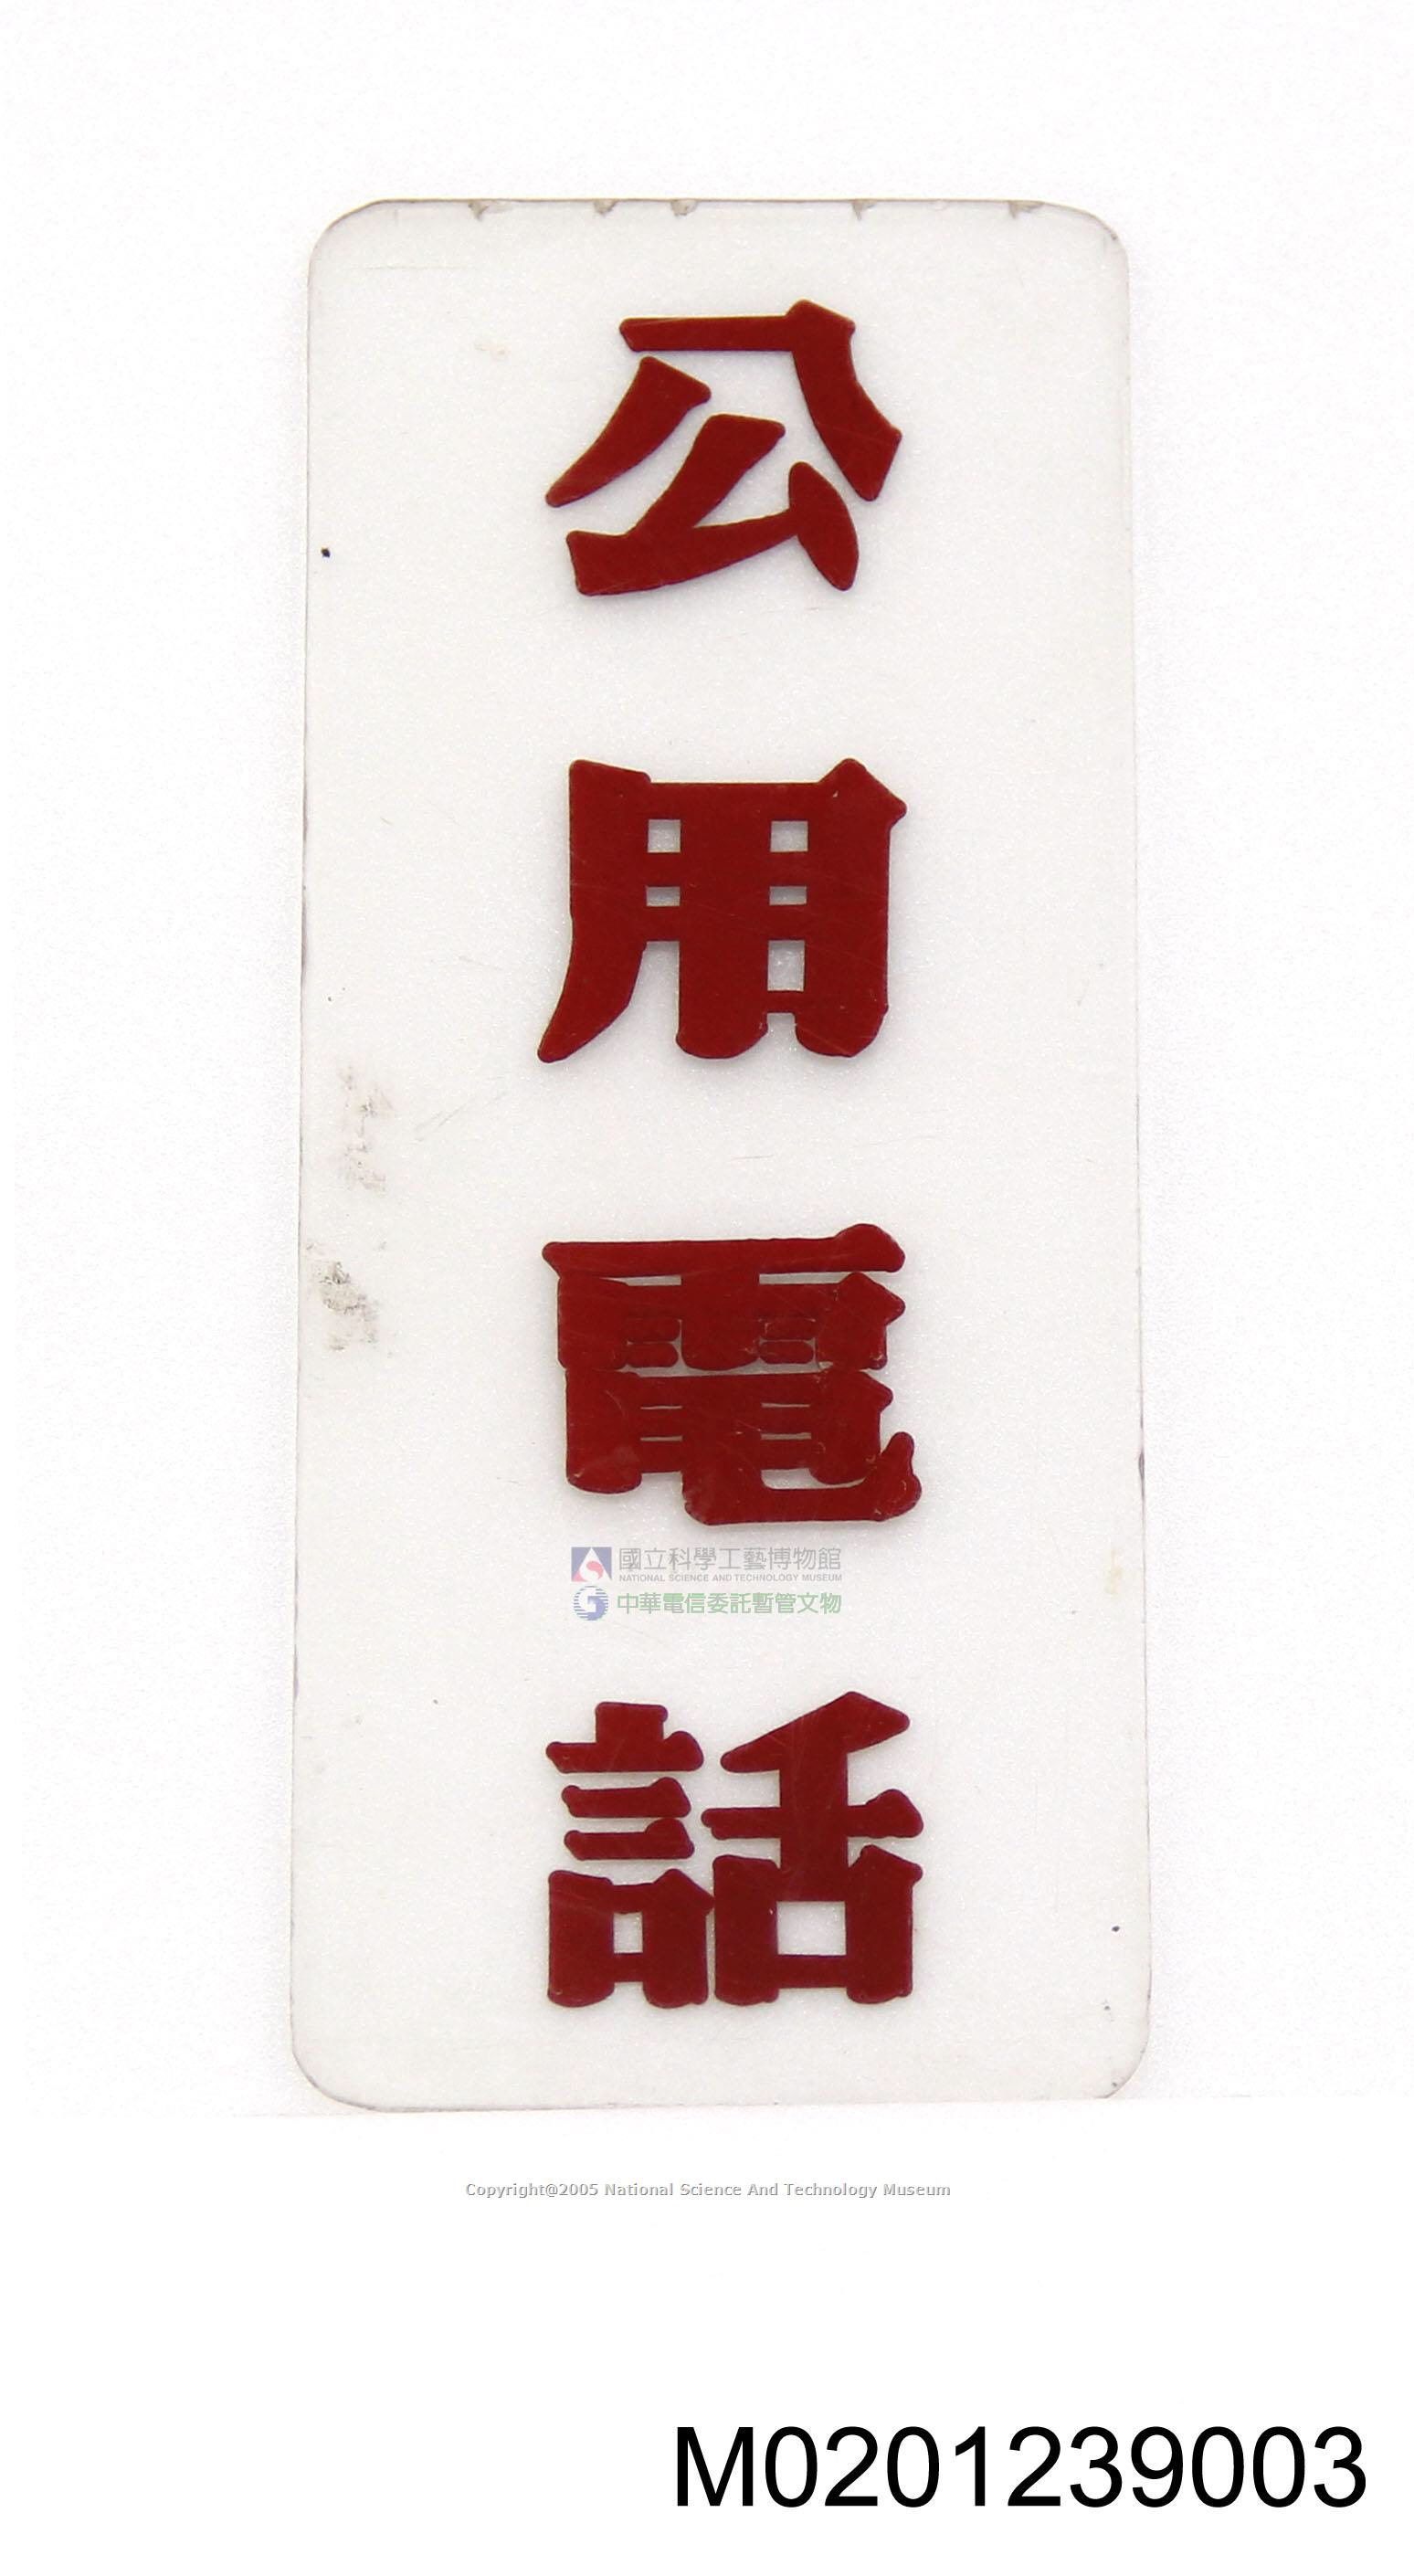 公用電話
國立科學工藝博物館
NATIONAL SCIENCE AND TECHNOLOGY MUSEUM
中華電信委託暫管文物
Copyright@2005 National Science And Technology Museum
M0201239003